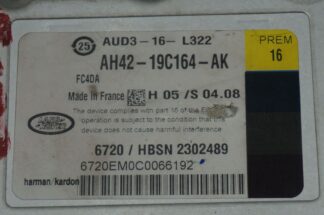 25 AUD3-16- L322
PREM
AH42-19C164-AK
16
FC4DA
Made In France H 05 /S 04.08
The device complies with part 15 of the
operation is subject to the condition that this
device does not cause harmful interference
6720 / HBSN 2302489
6720EM0C0066192
harman/kardon